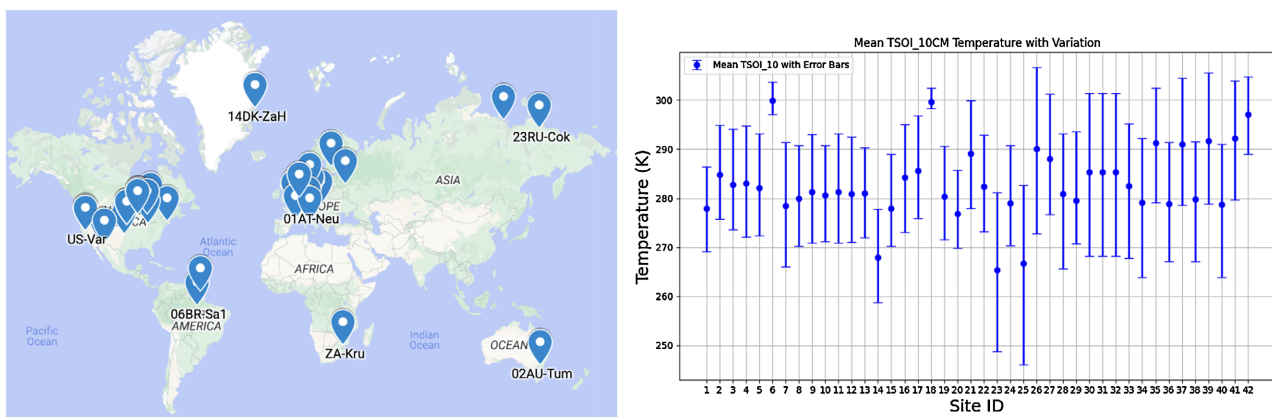 14DK-ZaH
23RU-Cok
ASIA
OPE
01AT-Neu
CA
US-Var
Atlantic
Ocean
AFRICA
06BR-Sa1
AMERICA
Pacific
Ocean
ZA-Kru
Indian
Ocean
OCEAN
02AU-Tum
Mean TSOI_10CM Temperature with Variation
Mean TSOI_10 with Error Bars
Temperature (K)
300
290
280
270
260
250
1 2 3 4 5 6 7 8 9 10 11 12 13 14 15 16 17 18 19 20 21 22 23 24 25 26 27 28 29 30 31 32 34 35 36 37 38 39 40 41 42
Site ID